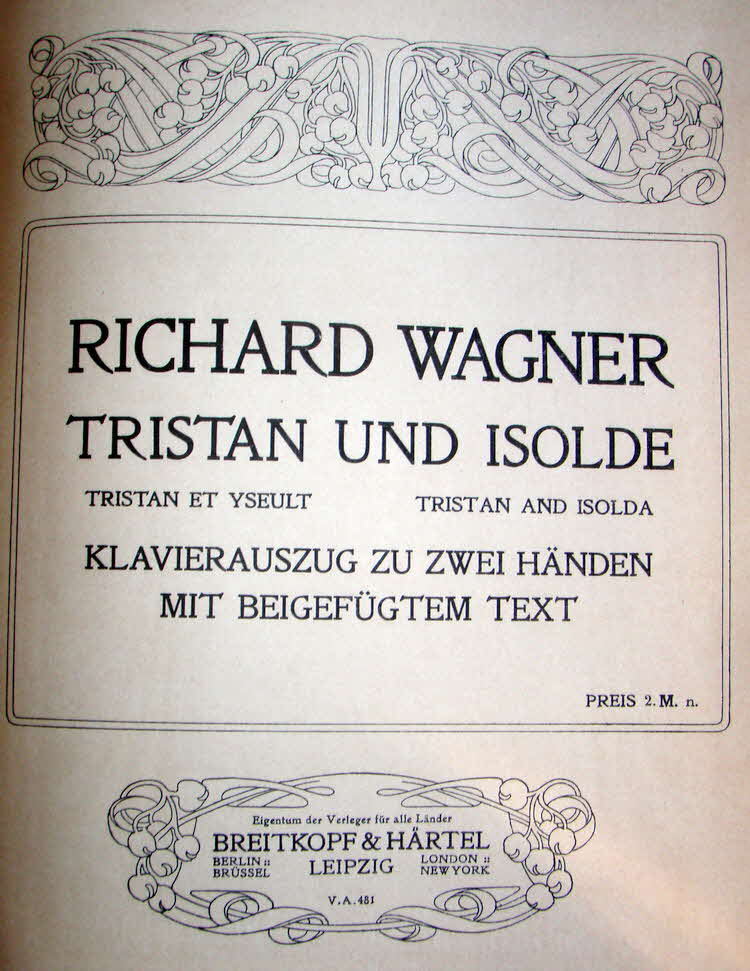 RICHARD WAGNER
TRISTAN UND ISOLDE
TRISTAN ET YSEULT TRISTAN AND ISOLDA
KLAVIERAUSZUG ZU ZWEI HÄNDEN
MIT BEIGEFÜGTEM TEXT
PREIS 2. M. n.
Eigentum der Verleger für alle Länder
BREITKOPF & HÄRTEL
BERLIN :: LEIPZIG LONDON ::
BRÜSSEL NEW YORK
V. A. 481